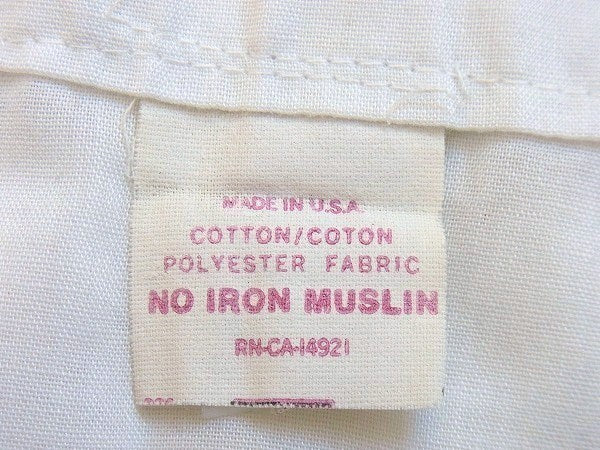 MADE IN U.S.A.
COTTON/COTON
POLYESTER FABRIC
NO IRON MUSLIN
RN-CA-14921